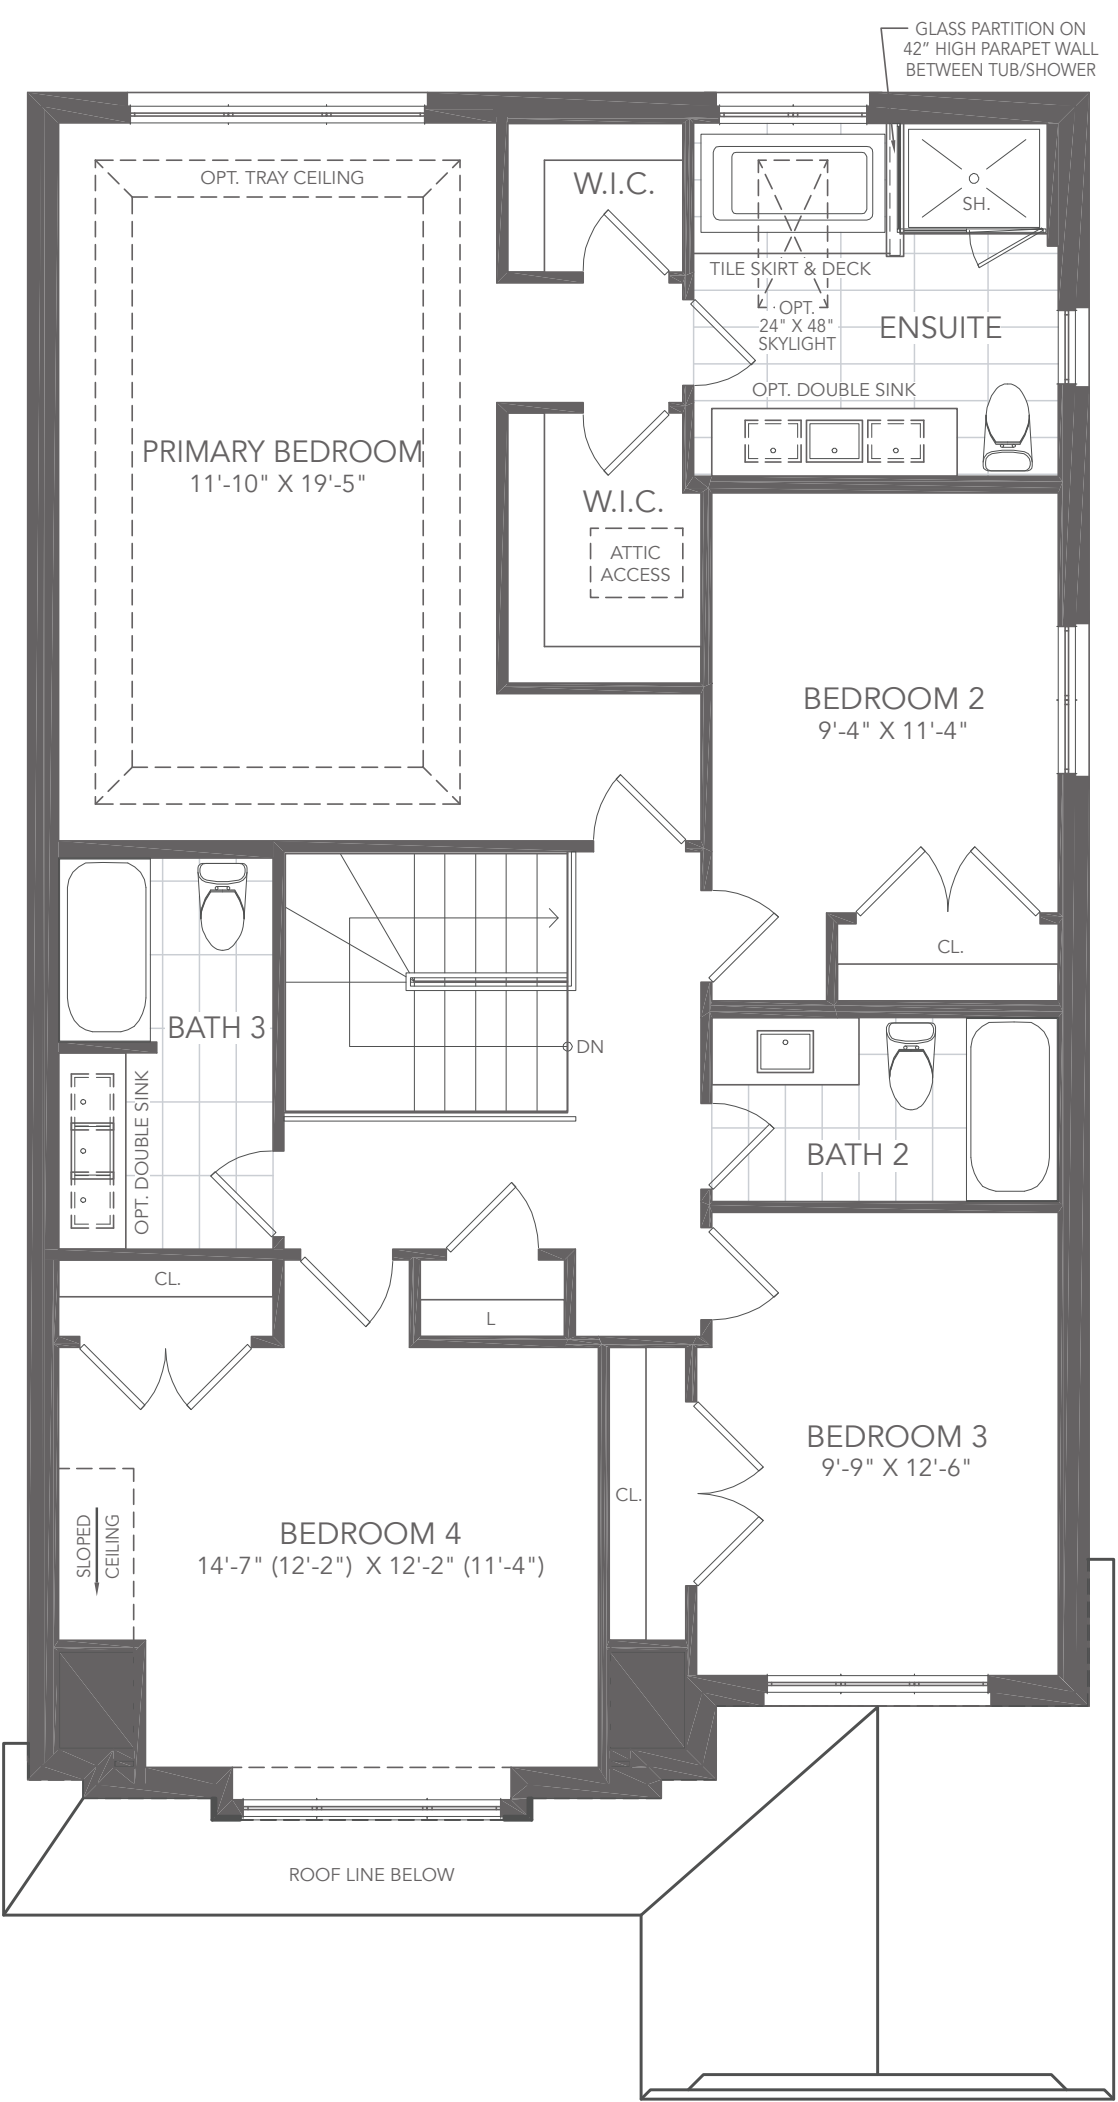 GLASS PARTITION ON
42” HIGH PARAPET WALL
BETWEEN TUB/SHOWER
OPT. TRAY CEILING
W.I.C.
SH.
TILE SKIRT & DECK
OPT.
24" X 48"
SKYLIGHT
ENSUITE
OPT. DOUBLE SINK
PRIMARY BEDROOM
11'-10" X 19'-5"
W.I.C.
ATTIC
ACCESS
BEDROOM 2
9'-4" X 11'-4"
CL.
BATH 3
DN
OPT. DOUBLE SINK
BATH 2
CL.
L
BEDROOM 3
9'-9" X 12'-6"
CL.
SLOPED
CEILING
BEDROOM 4
14'-7" (12'-2")  X 12'-2" (11'-4")
ROOF LINE BELOW